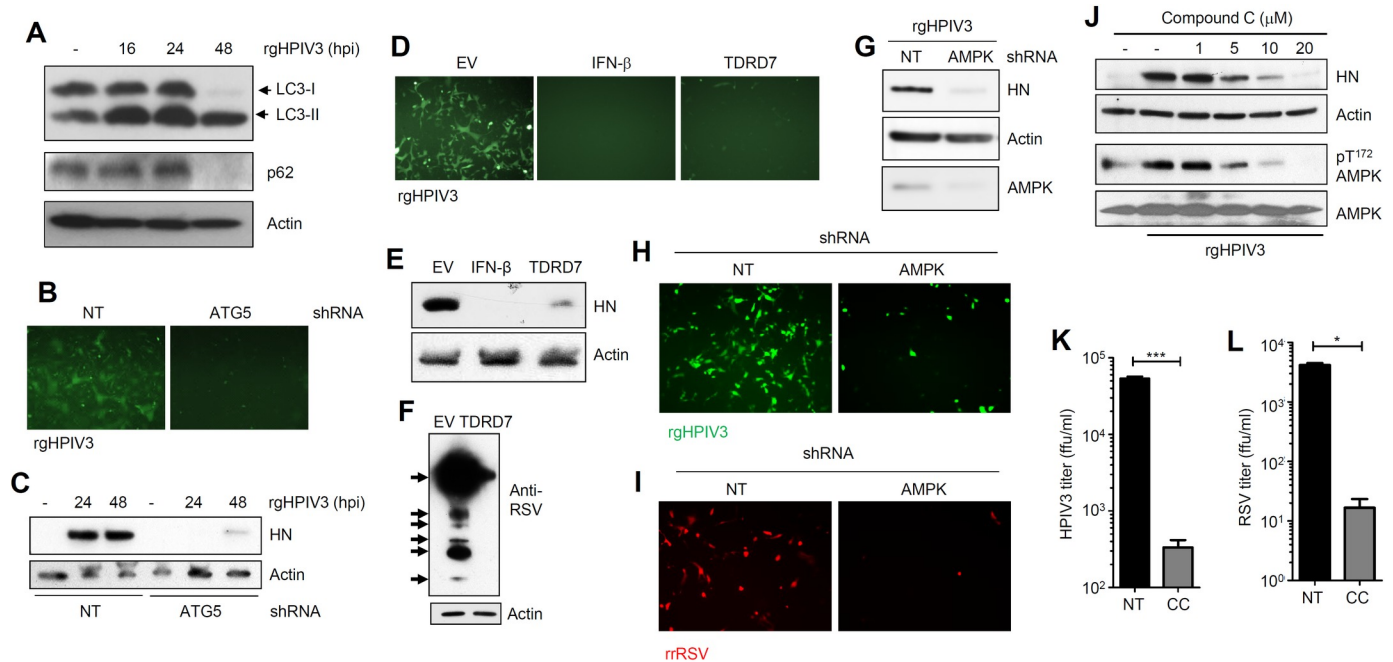 A
- 16 24 48 rgHPIV3 (hpi)
LC3-I
LC3-II
p62
Actin
B
NT ATG5 shRNA
rgHPIV3
C
- 24 48 - 24 48 rgHPIV3 (hpi)
HN
Actin
NT ATG5 shRNA
D
EV IFN-β TDRD7
rgHPIV3
E
EV IFN-β TDRD7
HN
Actin
F
EV TDRD7
Anti-
RSV
Actin
G
rgHPIV3
NT AMPK shRNA
HN
Actin
AMPK
H
shRNA
NT AMPK
rgHPIV3
I
shRNA
NT AMPK
rrRSV
J
Compound C (μM)
- - 1 5 10 20
HN
Actin
pT¹⁷²
AMPK
AMPK
rgHPIV3
K
HPIV3 titer (ffu/ml)
10⁵
10⁴
10³
10²
***
NT CC
L
RSV titer (ffu/ml)
10⁴
10³
10²
10¹
10⁰
*
NT CC